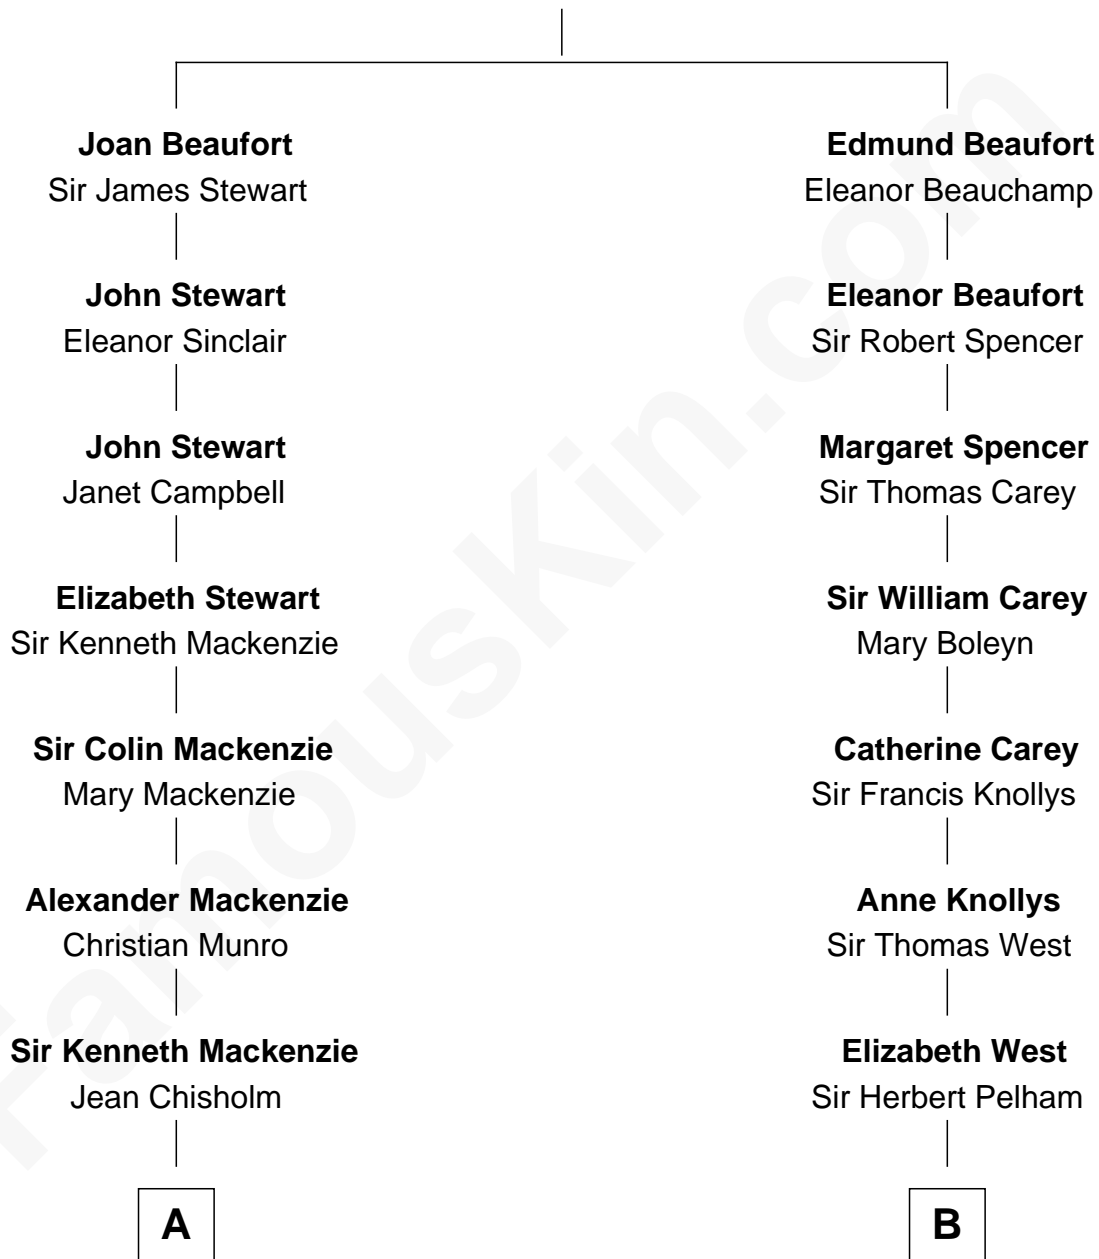 Joan Beaufort
Sir James Stewart
John Stewart
Eleanor Sinclair
John Stewart
Janet Campbell
Elizabeth Stewart
Sir Kenneth Mackenzie
Sir Colin Mackenzie
Mary Mackenzie
Alexander Mackenzie
Christian Munro
Sir Kenneth Mackenzie
Jean Chisholm
A
Edmund Beaufort
Eleanor Beauchamp
Eleanor Beaufort
Sir Robert Spencer
Margaret Spencer
Sir Thomas Carey
Sir William Carey
Mary Boleyn
Catherine Carey
Sir Francis Knollys
Anne Knollys
Sir Thomas West
Elizabeth West
Sir Herbert Pelham
B
FamousKin.com